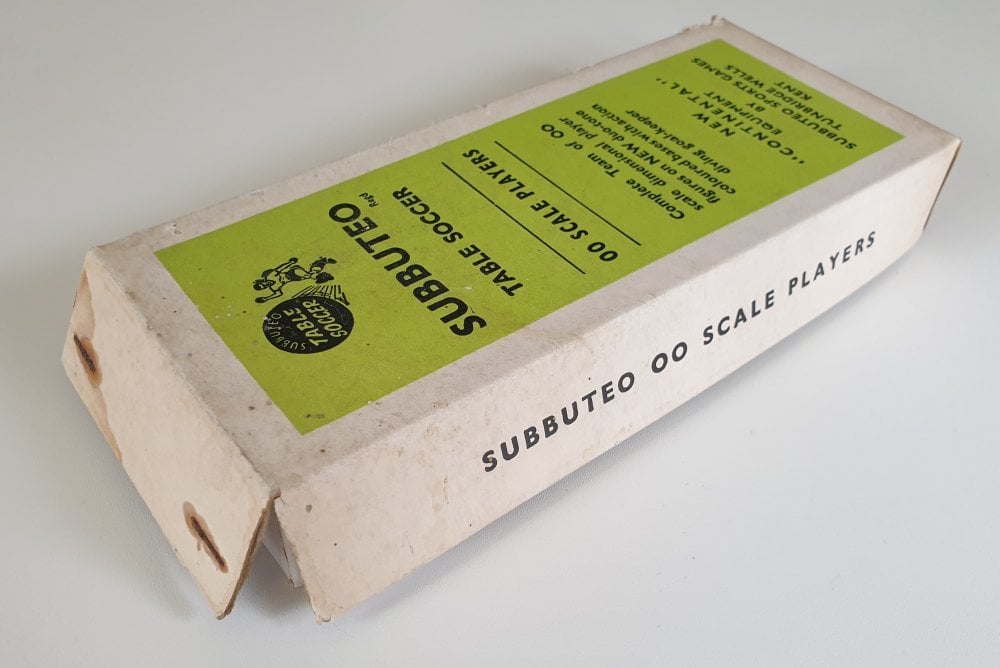 "SUBBUTEO"
TABLE
SOCCER
SUBBUTEO Regd
TABLE SOCCER
OO SCALE PLAYERS
Complete Team of OO
scale dimensional player
figures on NEW duo-tone
coloured bases with action
diving goal-keeper
NEW
"CONTINENTAL"
EQUIPMENT
BY
SUBBUTEO SPORTS GAMES
TUNBRIDGE WELLS
KENT
SUBBUTEO OO SCALE PLAYERS